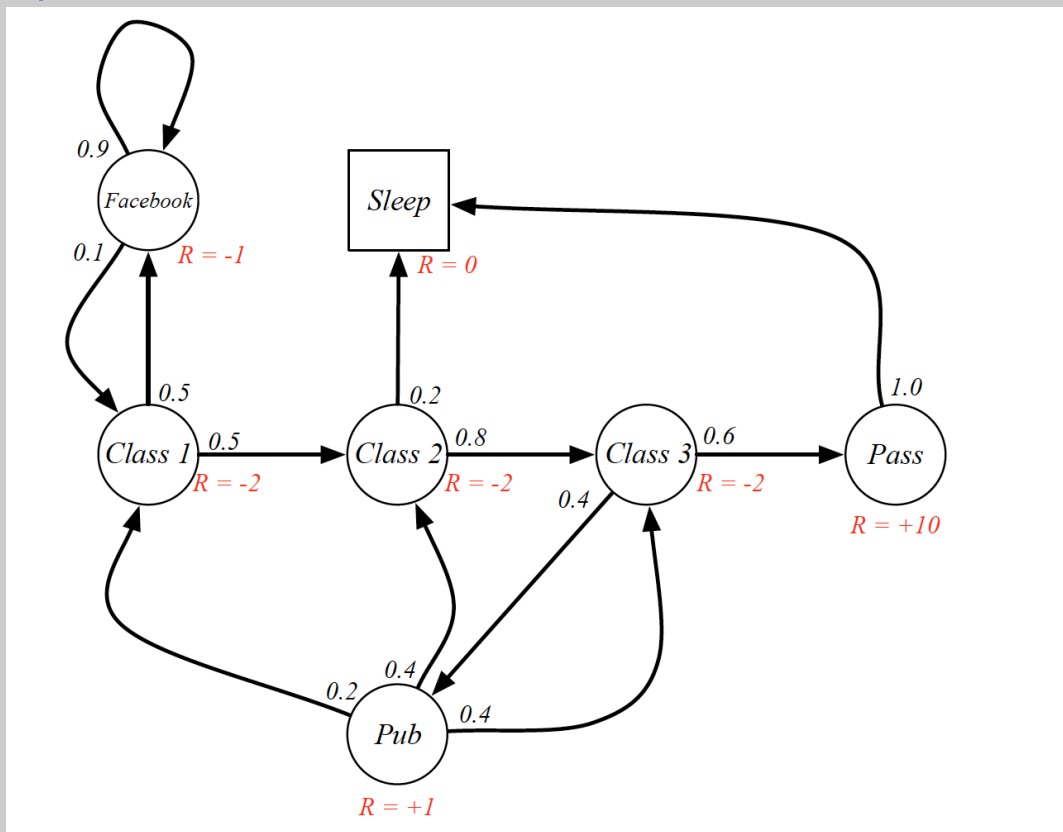 0.9
Facebook
0.1
R = -1
Sleep
R = 0
0.5
0.2
1.0
Class 1
0.5
R = -2
Class 2
0.8
R = -2
Class 3
0.6
R = -2
Pass
R = +10
0.4
0.2
0.4
0.4
Pub
R = +1